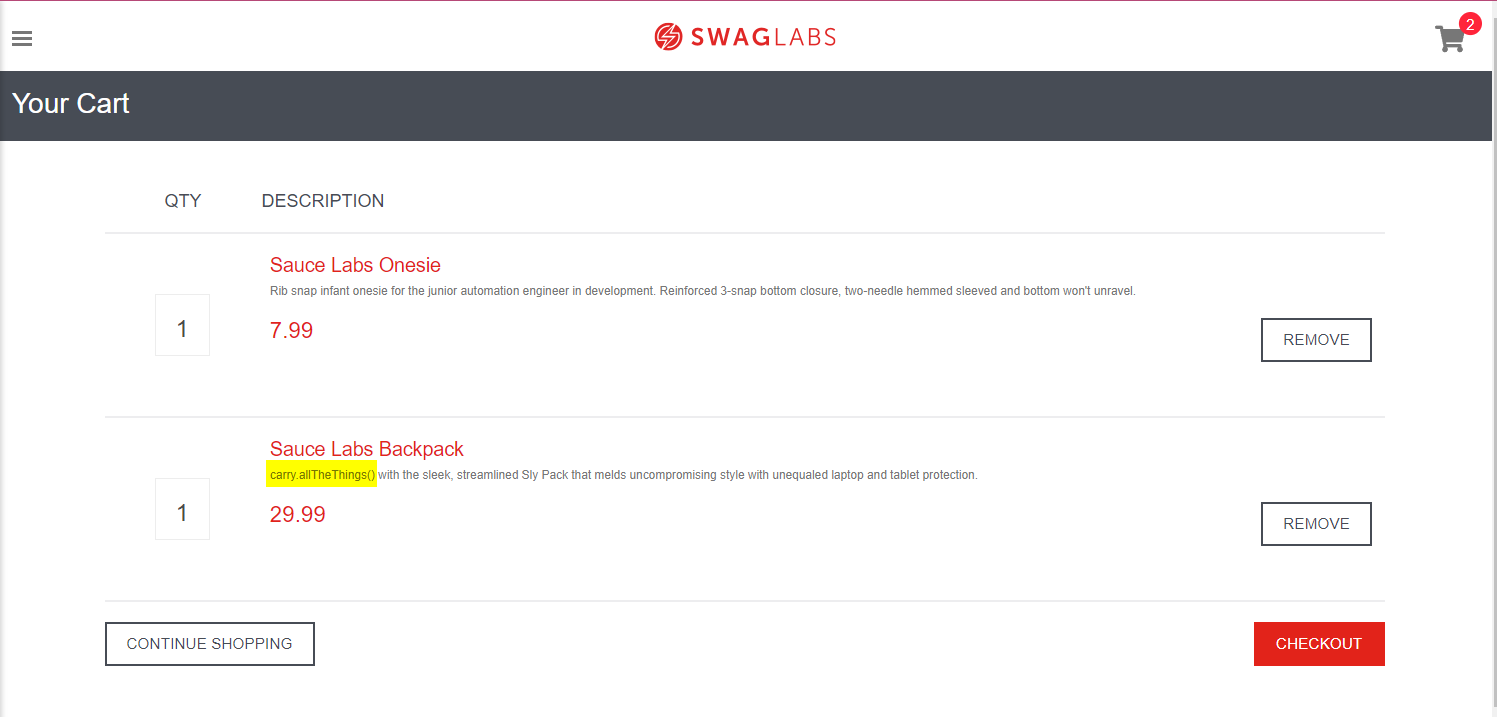 SWAGLABS
2
Your Cart
QTY DESCRIPTION
Sauce Labs Onesie
Rib snap infant onesie for the junior automation engineer in development. Reinforced 3-snap bottom closure, two-needle hemmed sleeved and bottom won't unravel.
1
7.99
REMOVE
Sauce Labs Backpack
carry.allTheThings() with the sleek, streamlined Sly Pack that melds uncompromising style with unequaled laptop and tablet protection.
1
29.99
REMOVE
CONTINUE SHOPPING
CHECKOUT